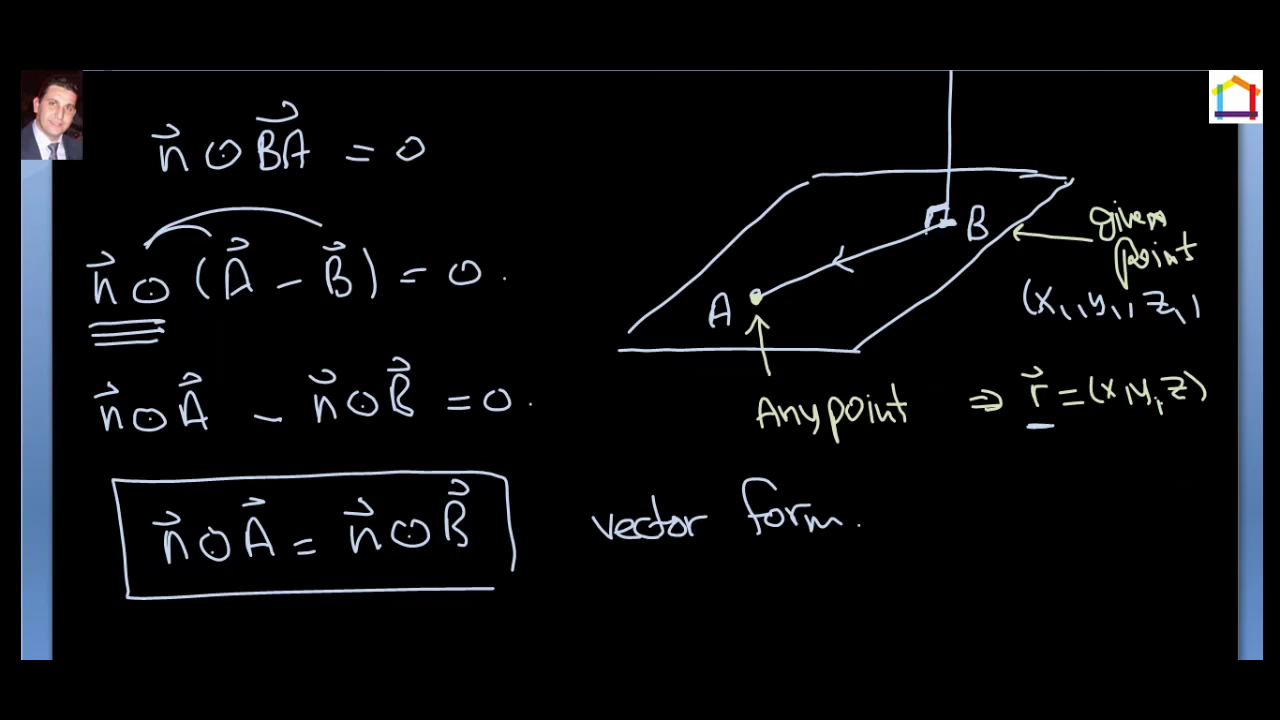 n⃗ ⊙ BA⃗ = 0
n⃗ ⊙ (A⃗ − B⃗) = 0.
n⃗ ⊙ A⃗ − n⃗ ⊙ B⃗ = 0.
n⃗ ⊙ A⃗ = n⃗ ⊙ B⃗
vector form.
B
given
point
(x₁, y₁, z₁)
A
Any point ⇒ r⃗ = (x, y, z)